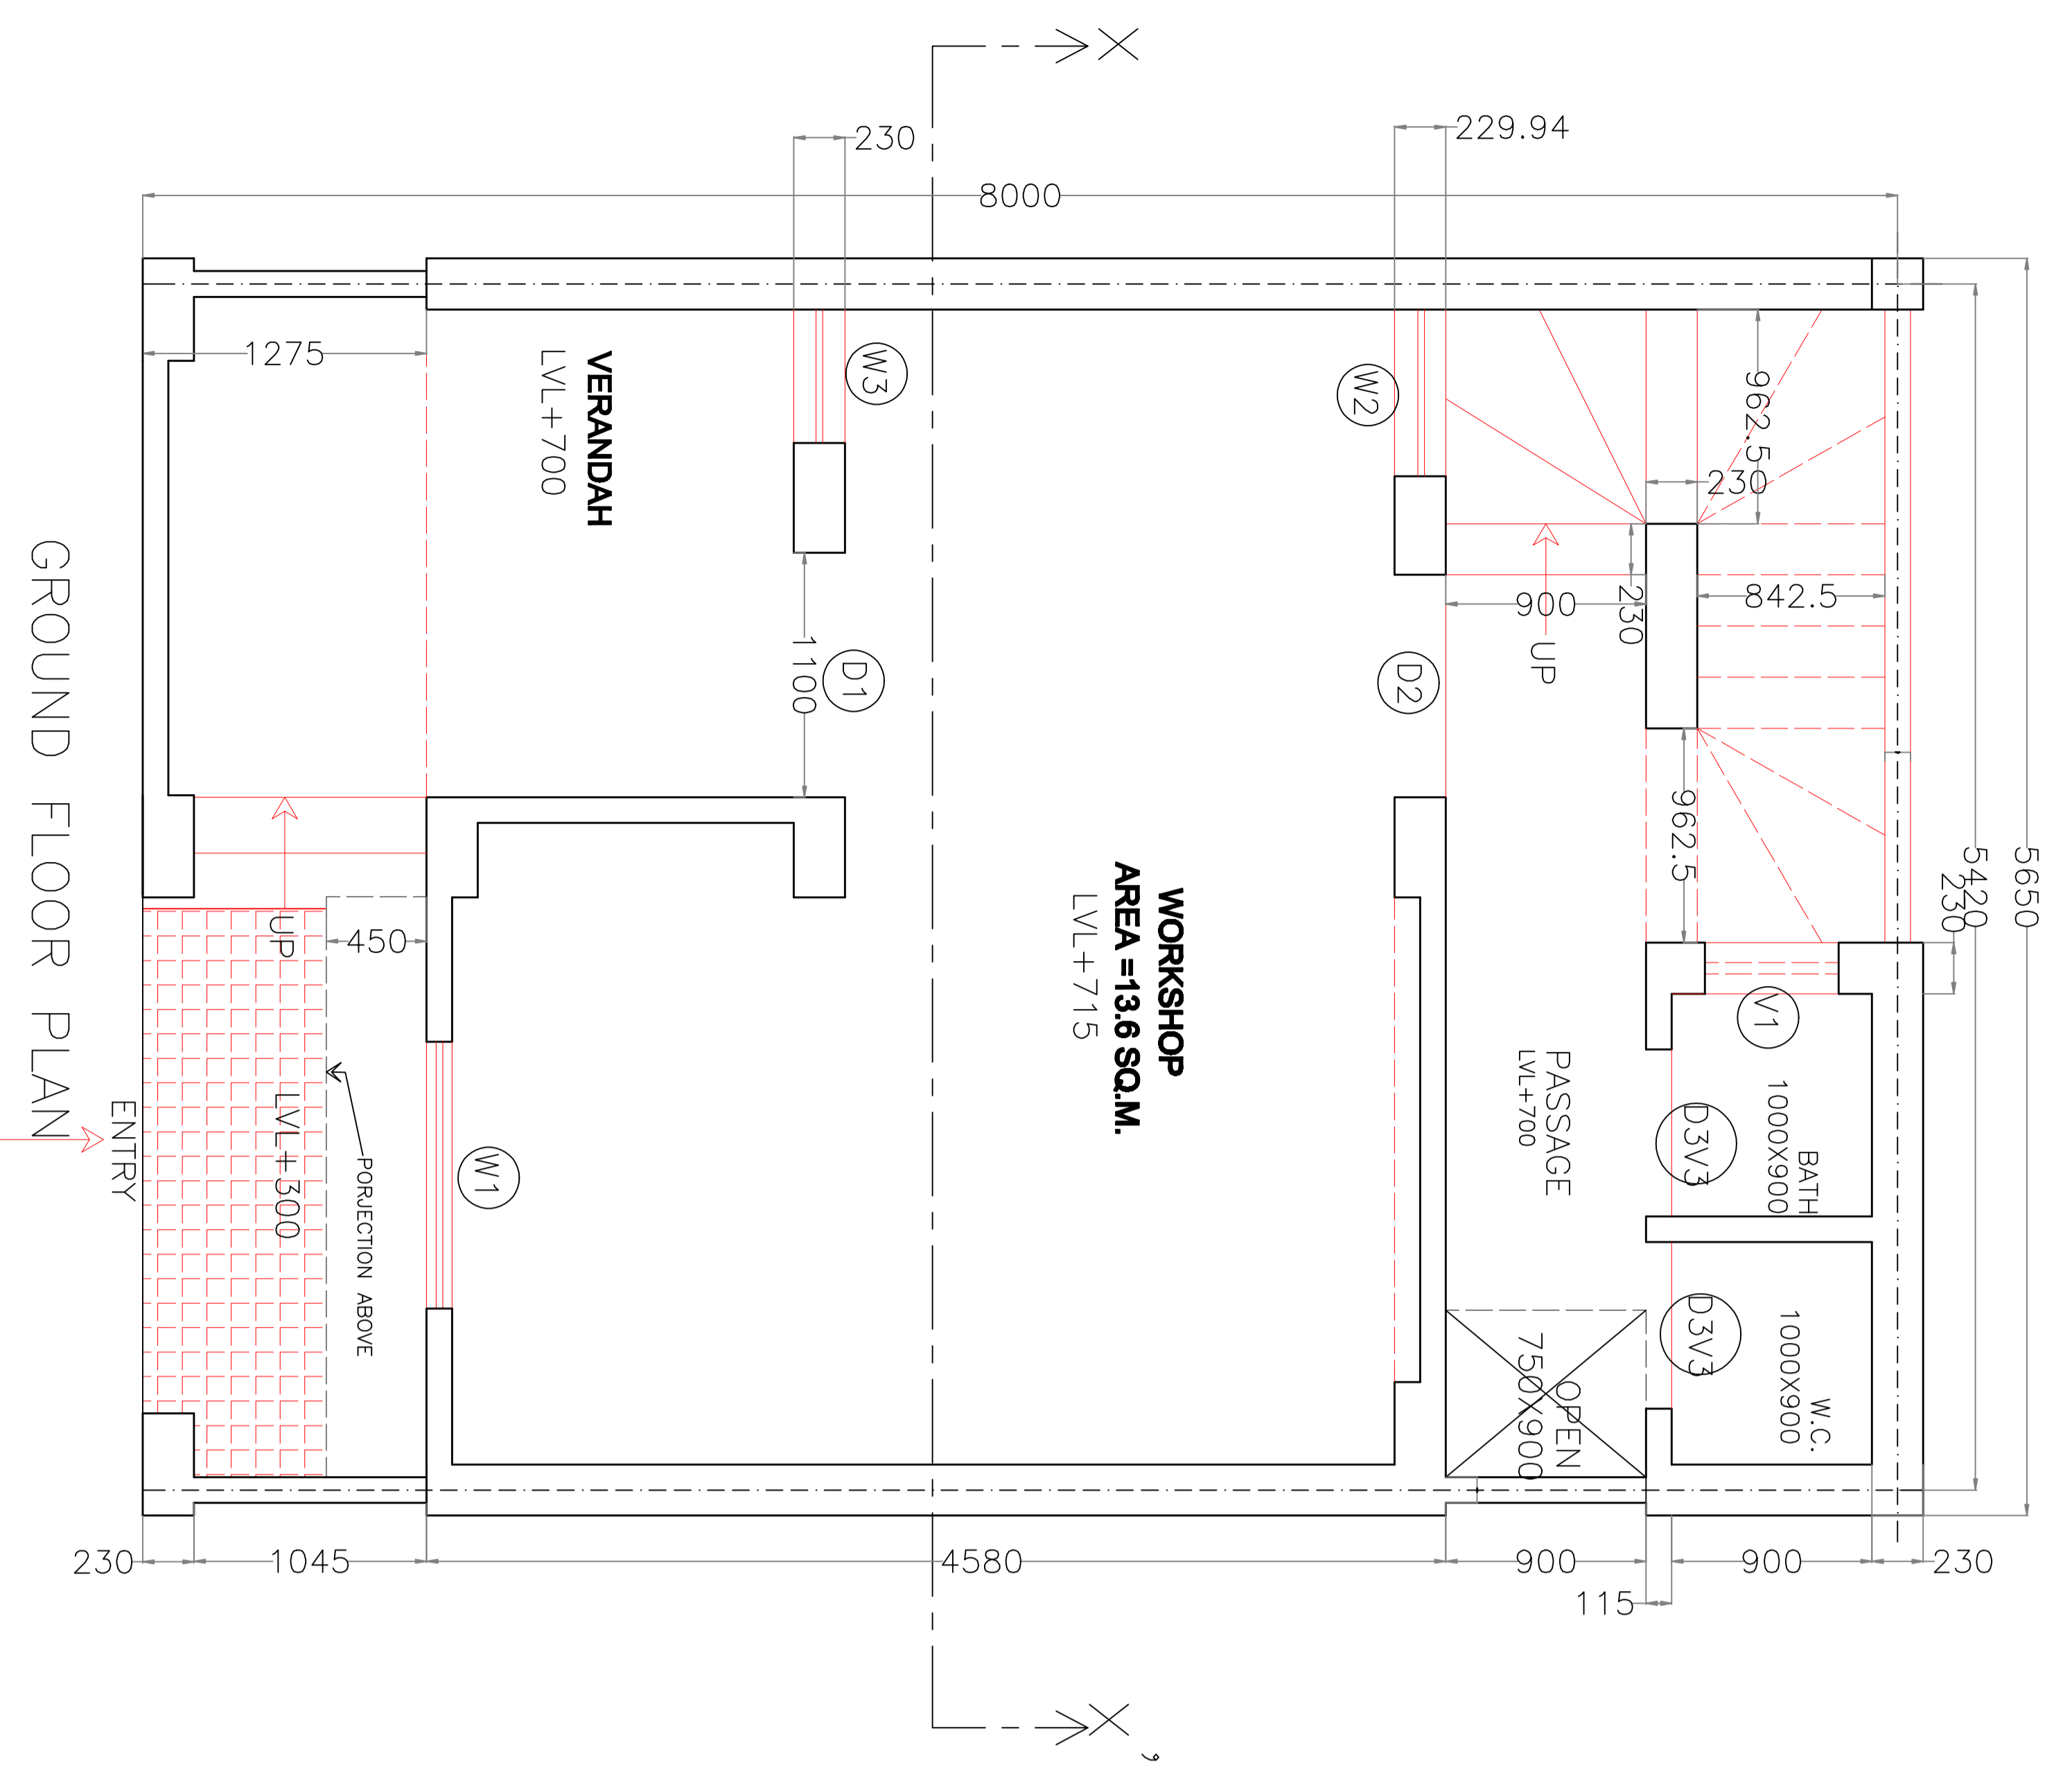 X
230
229.94
8000
1275
VERANDAH
LVL+700
W3
W2
962.5
230
900
230
842.5
UP
D1
1100
D2
962.5
5650
5420
230
WORKSHOP
AREA =13.6 SQ.M.
LVL+715
V1
PASSAGE
LVL+700
D3V3
BATH
1000X900
D3V3
W.C.
1000X900
OPEN
750X900
UP
450
LVL+300
PORJECTION ABOVE
W1
ENTRY
GROUND FLOOR PLAN
230
1045
4580
900
115
900
230
X'